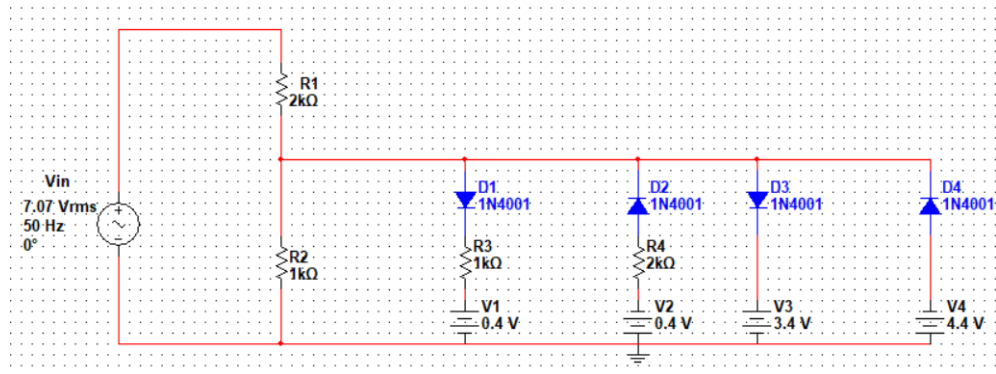 R1
2kΩ
Vin
7.07 Vrms
50 Hz
0°
R2
1kΩ
D1
1N4001
R3
1kΩ
V1
0.4 V
D2
1N4001
R4
2kΩ
V2
0.4 V
D3
1N4001
V3
3.4 V
D4
1N4001
V4
4.4 V